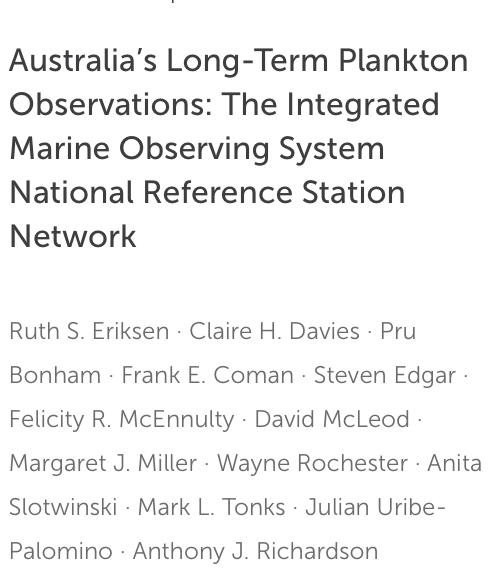 Australia’s Long-Term Plankton
Observations: The Integrated
Marine Observing System
National Reference Station
Network
Ruth S. Eriksen · Claire H. Davies · Pru
Bonham · Frank E. Coman · Steven Edgar ·
Felicity R. McEnnulty · David McLeod ·
Margaret J. Miller · Wayne Rochester · Anita
Slotwinski · Mark L. Tonks · Julian Uribe-
Palomino · Anthony J. Richardson